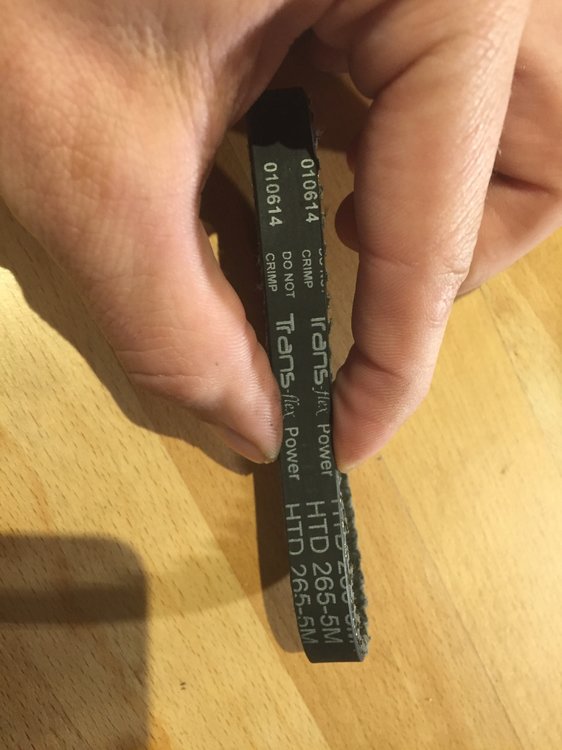 010614
CRIMP
Trans-flex Power
HTD 265-5M
010614
DO NOT
CRIMP
Trans-flex Power
HTD 265-5M